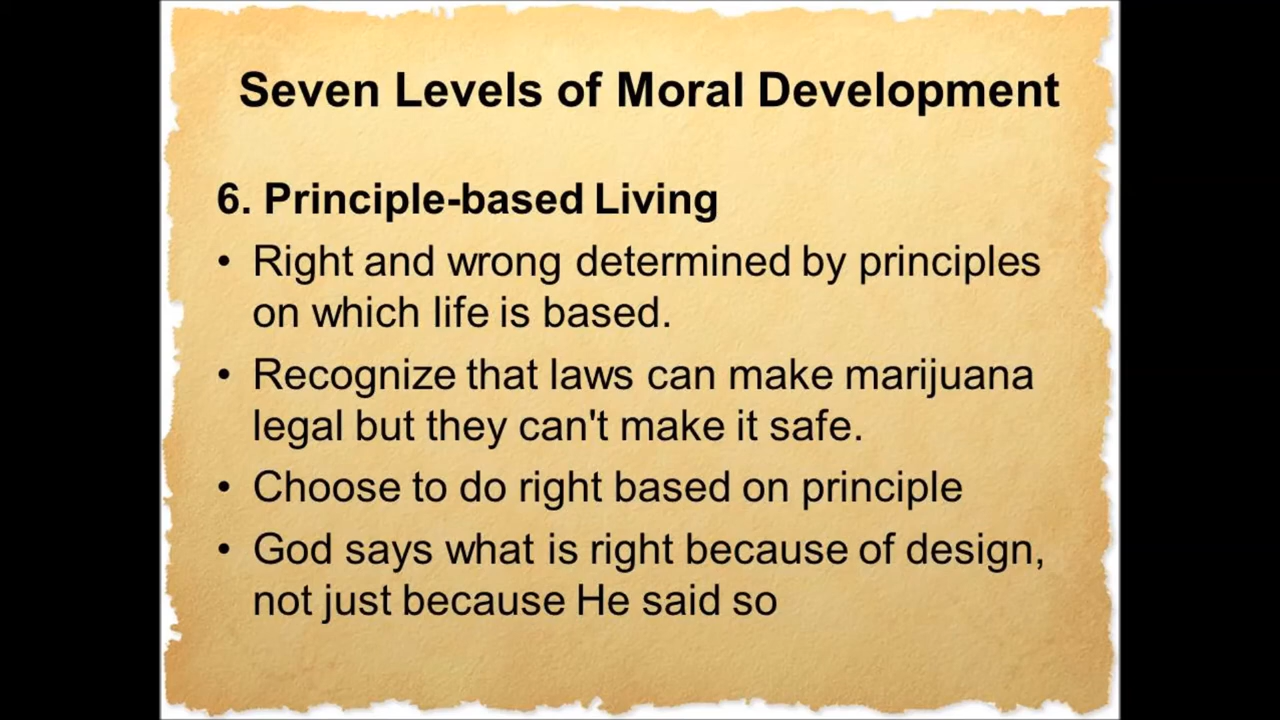 Seven Levels of Moral Development
6. Principle-based Living
• Right and wrong determined by principles
on which life is based.
• Recognize that laws can make marijuana
legal but they can't make it safe.
• Choose to do right based on principle
• God says what is right because of design,
not just because He said so